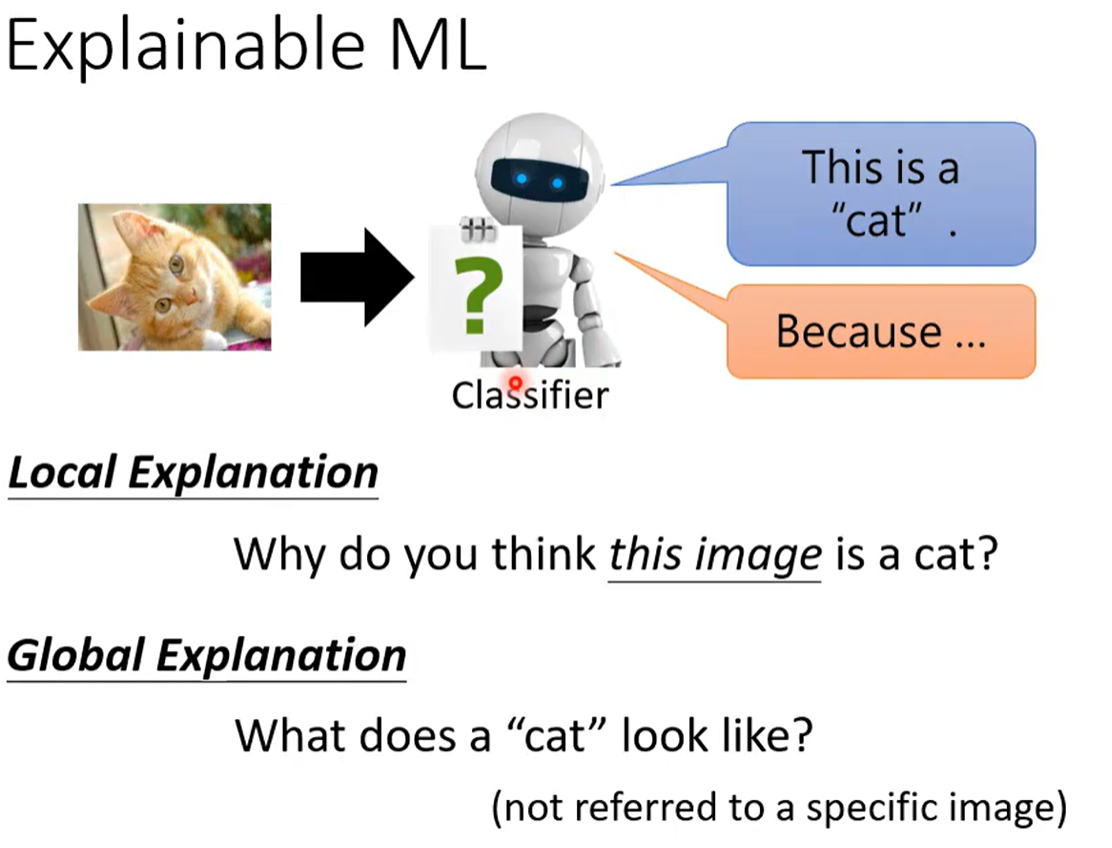 Explainable ML
This is a
“cat” .
?
Because ...
Classifier
Local Explanation
Why do you think this image is a cat?
Global Explanation
What does a “cat” look like?
(not referred to a specific image)